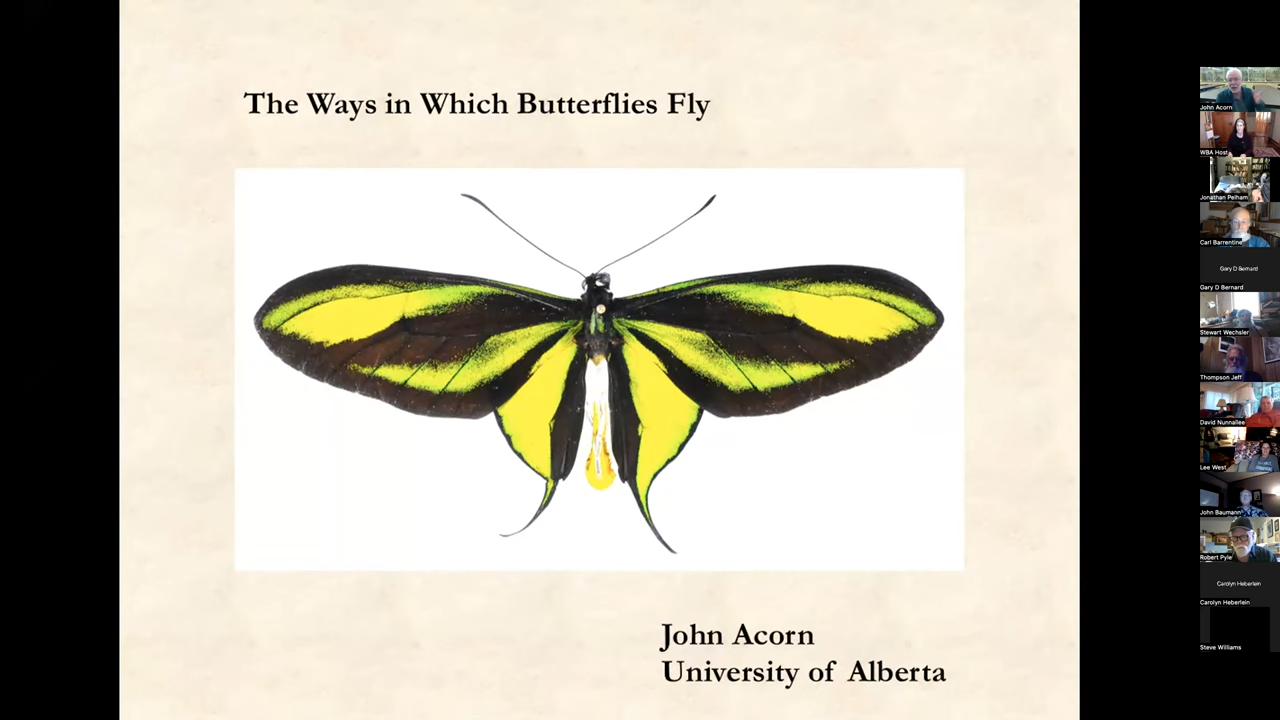 The Ways in Which Butterflies Fly
John Acorn
University of Alberta
John Acorn
WBA Host
Jonathan Pelham
Carl Barrentine
Gary D Bernard
Gary D Bernard
Stewart Wechsler
Thompson Jeff
David Nunnallee
Lee West
John Baumann
Robert Pyle
Carolyn Heberlein
Carolyn Heberlein
Steve Williams